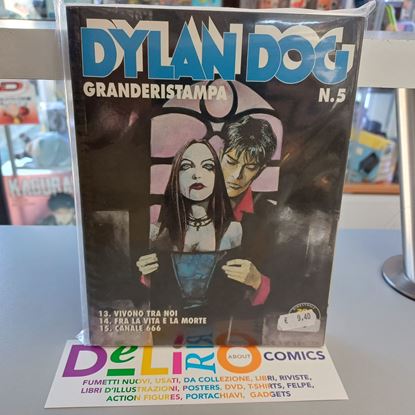 DYLAN DOG
GRANDERISTAMPA
N.5
13. VIVONO TRA NOI
14. FRA LA VITA E LA MORTE
15. CANALE 666
€ 9,40
DeLiRiO ABOUT COMICS
FUMETTI NUOVI, USATI, DA COLLEZIONE, LIBRI, RIVISTE,
LIBRI D'ILLUSTRAZIONI, POSTERS, DVD, T-SHIRTS, FELPE,
ACTION FIGURES, PORTACHIAVI, GADGETS